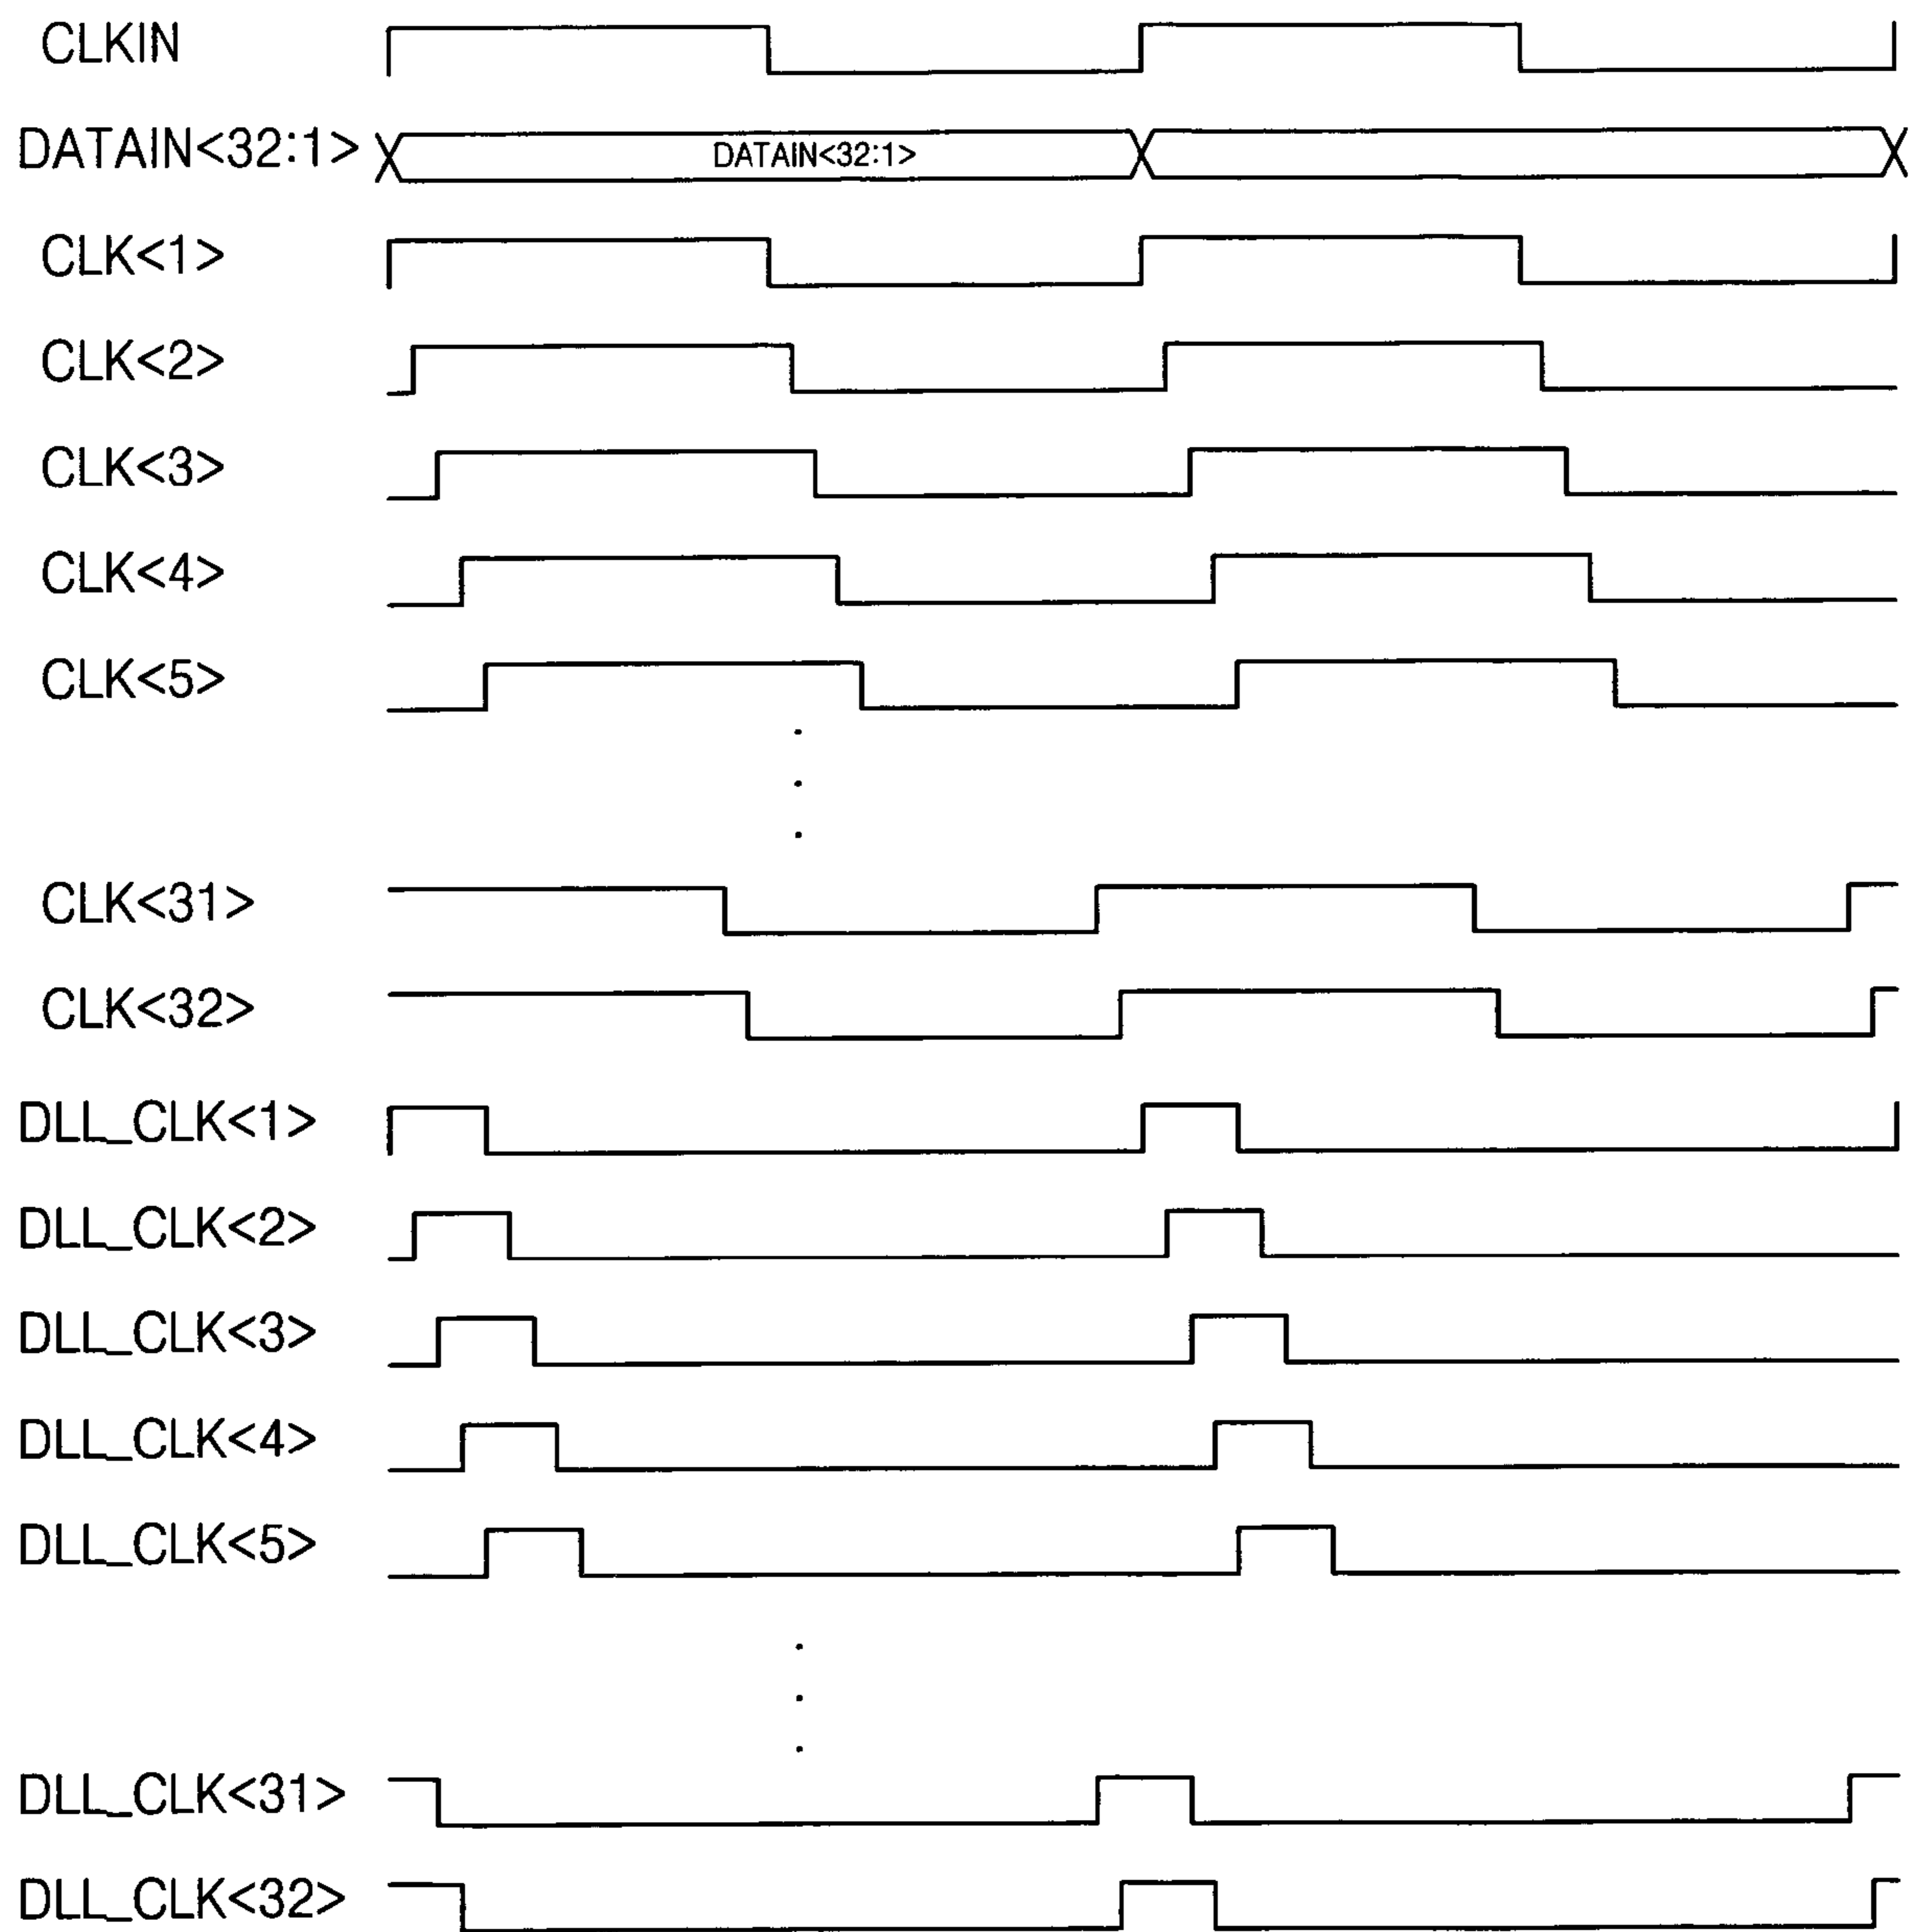 CLKIN
DATAIN<32:1>
DATAIN<32:1>
CLK<1>
CLK<2>
CLK<3>
CLK<4>
CLK<5>
CLK<31>
CLK<32>
DLL_CLK<1>
DLL_CLK<2>
DLL_CLK<3>
DLL_CLK<4>
DLL_CLK<5>
DLL_CLK<31>
DLL_CLK<32>